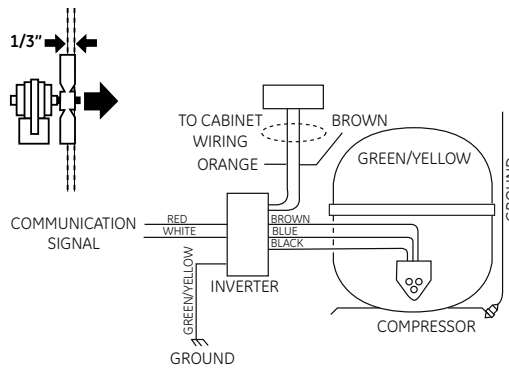 1/3"
TO CABINET
WIRING
BROWN
ORANGE
GREEN/YELLOW
GROUND
COMMUNICATION
SIGNAL
RED
WHITE
BROWN
BLUE
BLACK
GREEN/YELLOW
INVERTER
COMPRESSOR
GROUND